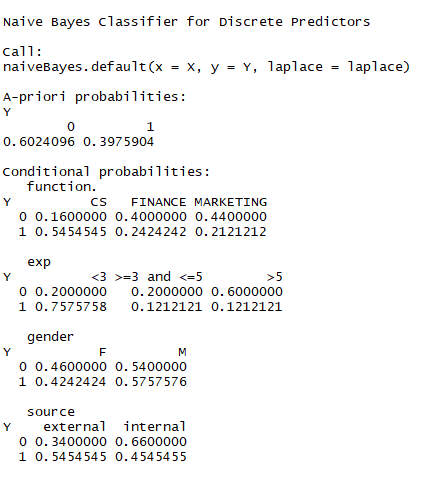 Naive Bayes Classifier for Discrete Predictors
Call:
naiveBayes.default(x = X, y = Y, laplace = laplace)
A-priori probabilities:
Y
0 1
0.6024096 0.3975904
Conditional probabilities:
function.
Y CS FINANCE MARKETING
0 0.1600000 0.4000000 0.4400000
1 0.5454545 0.2424242 0.2121212
exp
Y <3 >=3 and <=5 >5
0 0.2000000 0.2000000 0.6000000
1 0.7575758 0.1212121 0.1212121
gender
Y F M
0 0.4600000 0.5400000
1 0.4242424 0.5757576
source
Y external internal
0 0.3400000 0.6600000
1 0.5454545 0.4545455